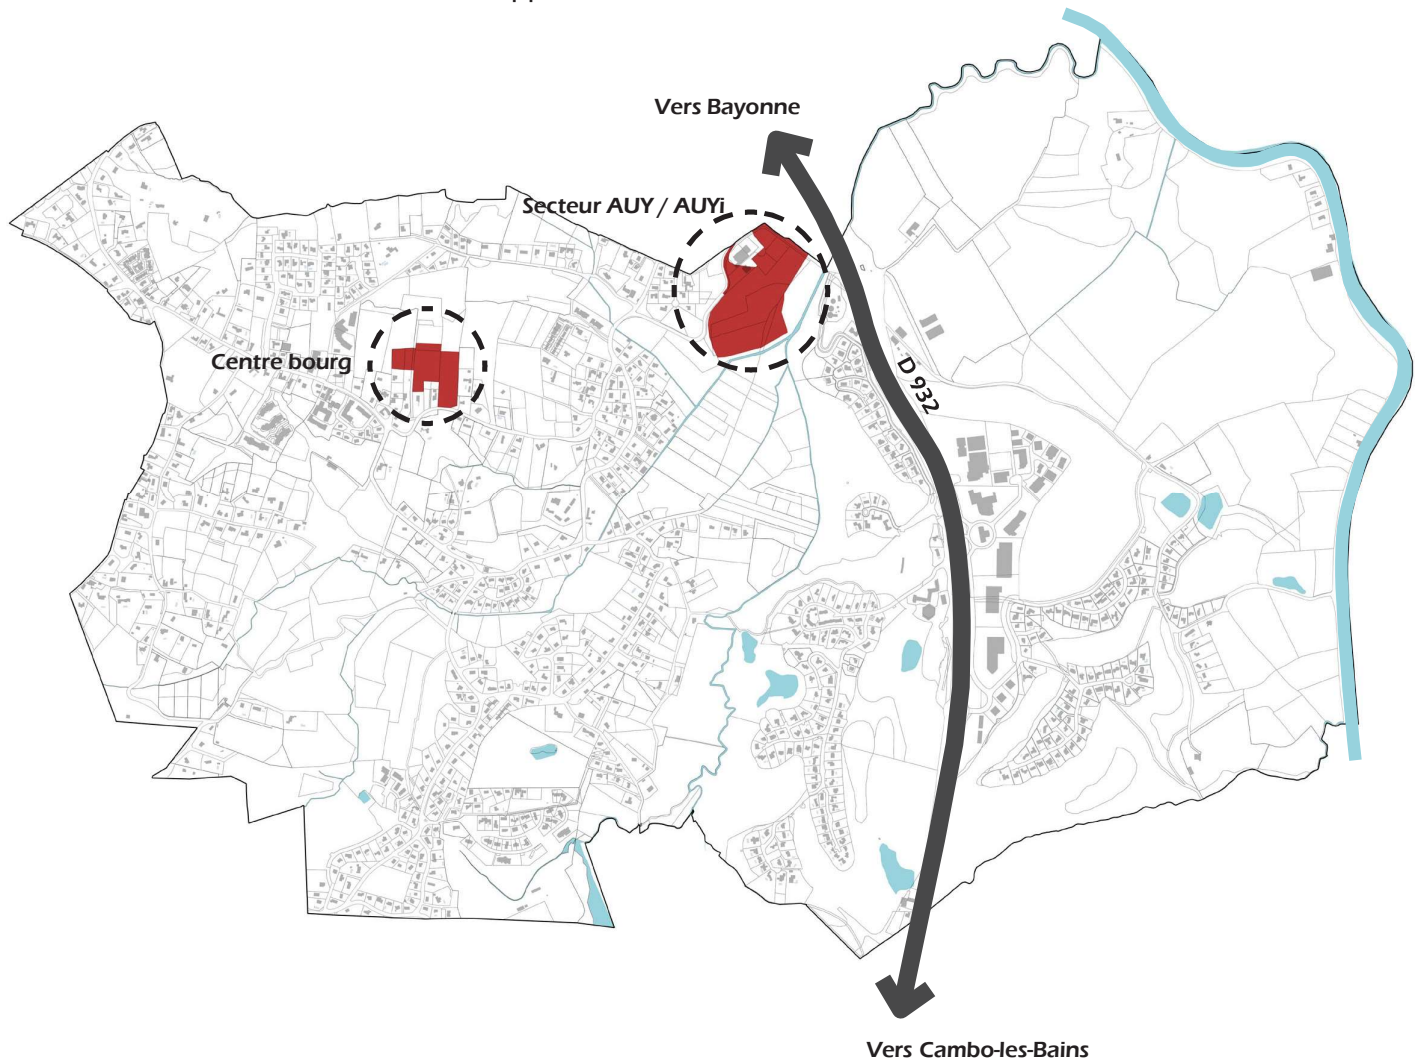 Vers Bayonne
Secteur AUY / AUYi
Centre bourg
D 932
Vers Cambo-les-Bains